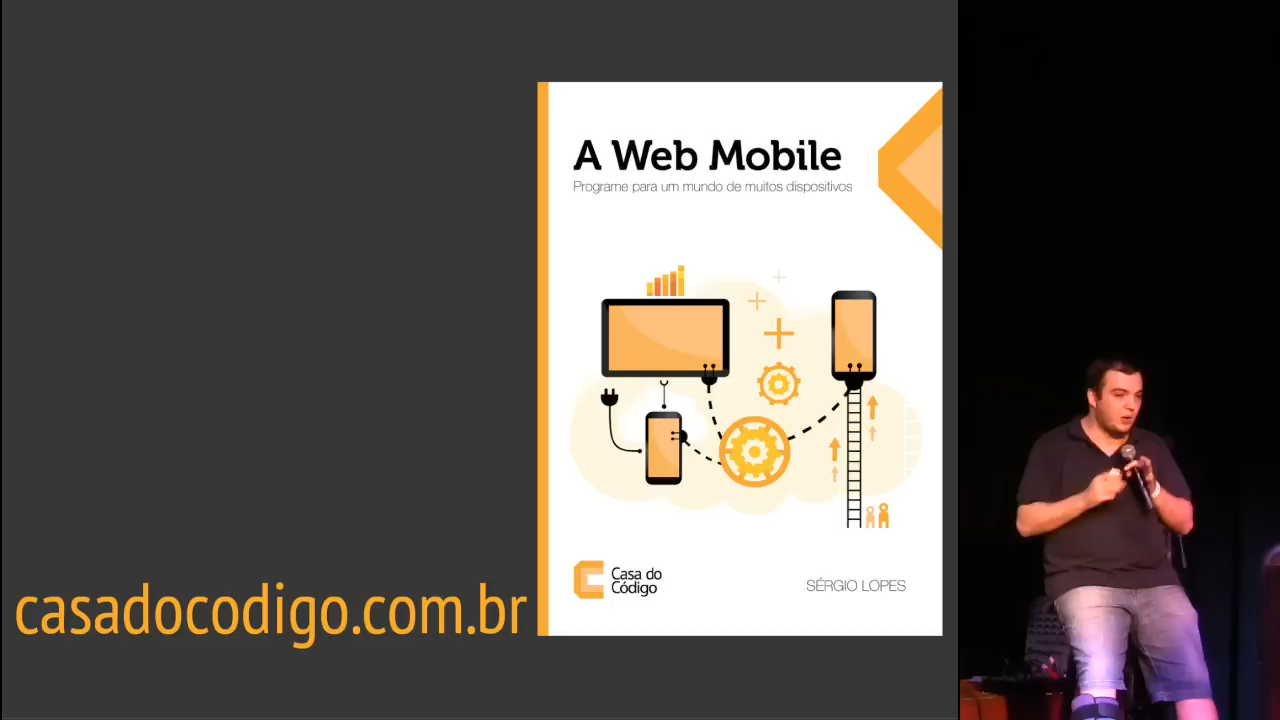 A Web Mobile
Programe para um mundo de muitos dispositivos
Casa do
Código
SÉRGIO LOPES
casadocodigo.com.br